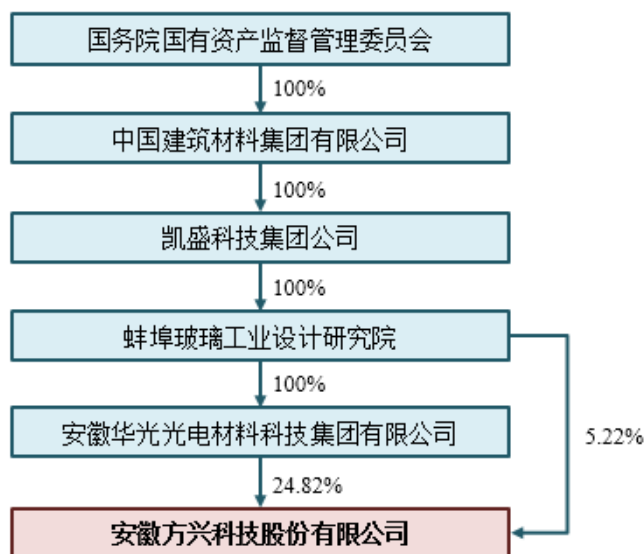 国务院国有资产监督管理委员会
100%
中国建筑材料集团有限公司
100%
凯盛科技集团公司
100%
蚌埠玻璃工业设计研究院
100%
安徽华光光电材料科技集团有限公司
5.22%
24.82%
安徽方兴科技股份有限公司